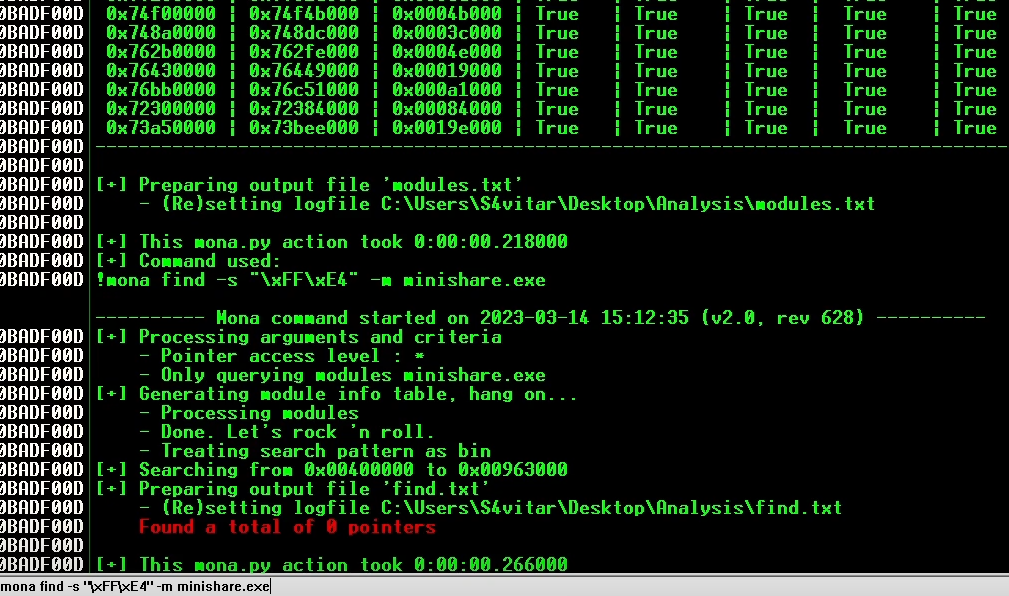 0BADF00D 0x74f00000 | 0x74f4b000 | 0x0004b000 | True | True | True | True | True
0BADF00D 0x748a0000 | 0x748dc000 | 0x0003c000 | True | True | True | True | True
0BADF00D 0x762b0000 | 0x762fe000 | 0x0004e000 | True | True | True | True | True
0BADF00D 0x76430000 | 0x76449000 | 0x00019000 | True | True | True | True | True
0BADF00D 0x76bb0000 | 0x76c51000 | 0x000a1000 | True | True | True | True | True
0BADF00D 0x72300000 | 0x72384000 | 0x00084000 | True | True | True | True | True
0BADF00D 0x73a50000 | 0x73bee000 | 0x0019e000 | True | True | True | True | True
0BADF00D ----------------------------------------------------------------------------------------------------
0BADF00D
0BADF00D [+] Preparing output file 'modules.txt'
0BADF00D - (Re)setting logfile C:\Users\S4vitar\Desktop\Analysis\modules.txt
0BADF00D
0BADF00D [+] This mona.py action took 0:00:00.218000
0BADF00D [+] Command used:
0BADF00D !mona find -s "\xFF\xE4" -m minishare.exe
---------- Mona command started on 2023-03-14 15:12:35 (v2.0, rev 628) ----------
0BADF00D [+] Processing arguments and criteria
0BADF00D - Pointer access level : *
0BADF00D - Only querying modules minishare.exe
0BADF00D [+] Generating module info table, hang on...
0BADF00D - Processing modules
0BADF00D - Done. Let's rock 'n roll.
0BADF00D - Treating search pattern as bin
0BADF00D [+] Searching from 0x00400000 to 0x00963000
0BADF00D [+] Preparing output file 'find.txt'
0BADF00D - (Re)setting logfile C:\Users\S4vitar\Desktop\Analysis\find.txt
0BADF00D Found a total of 0 pointers
0BADF00D
0BADF00D [+] This mona.py action took 0:00:00.266000
mona find -s "\xFF\xE4" -m minishare.exe